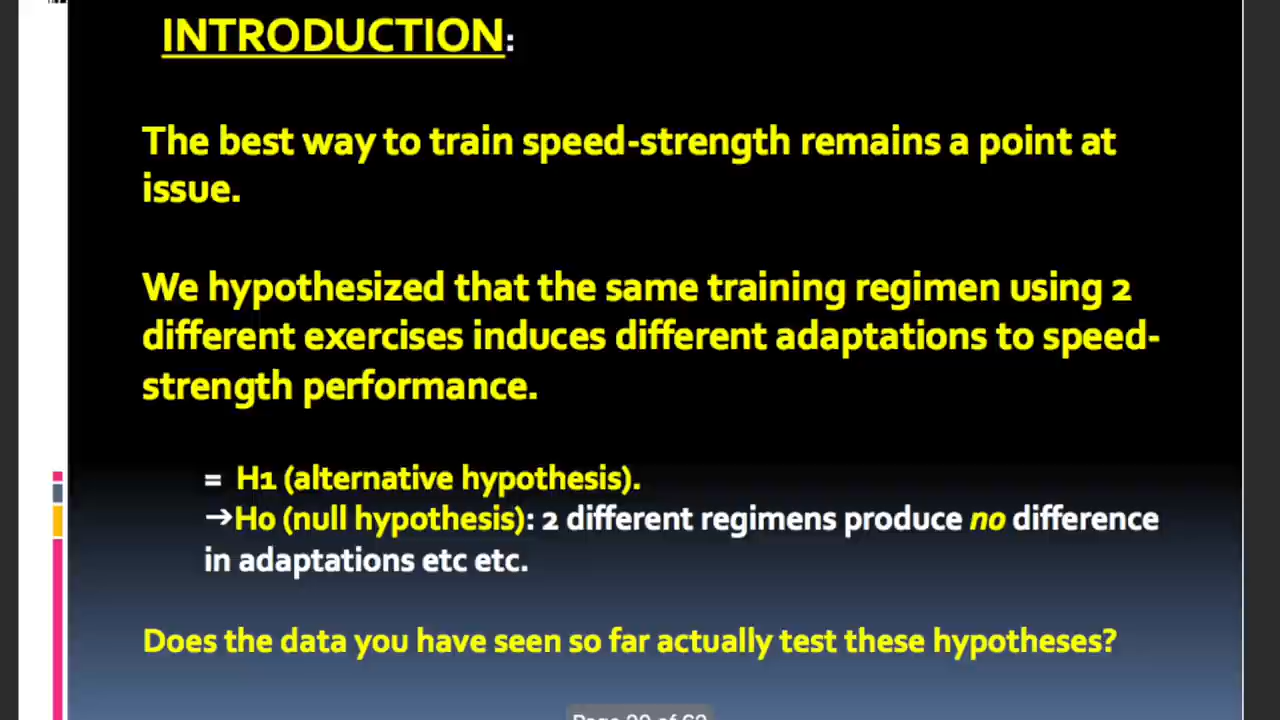 INTRODUCTION:
The best way to train speed-strength remains a point at
issue.
We hypothesized that the same training regimen using 2
different exercises induces different adaptations to speed-
strength performance.
= H1 (alternative hypothesis).
→H0 (null hypothesis): 2 different regimens produce no difference
in adaptations etc etc.
Does the data you have seen so far actually test these hypotheses?